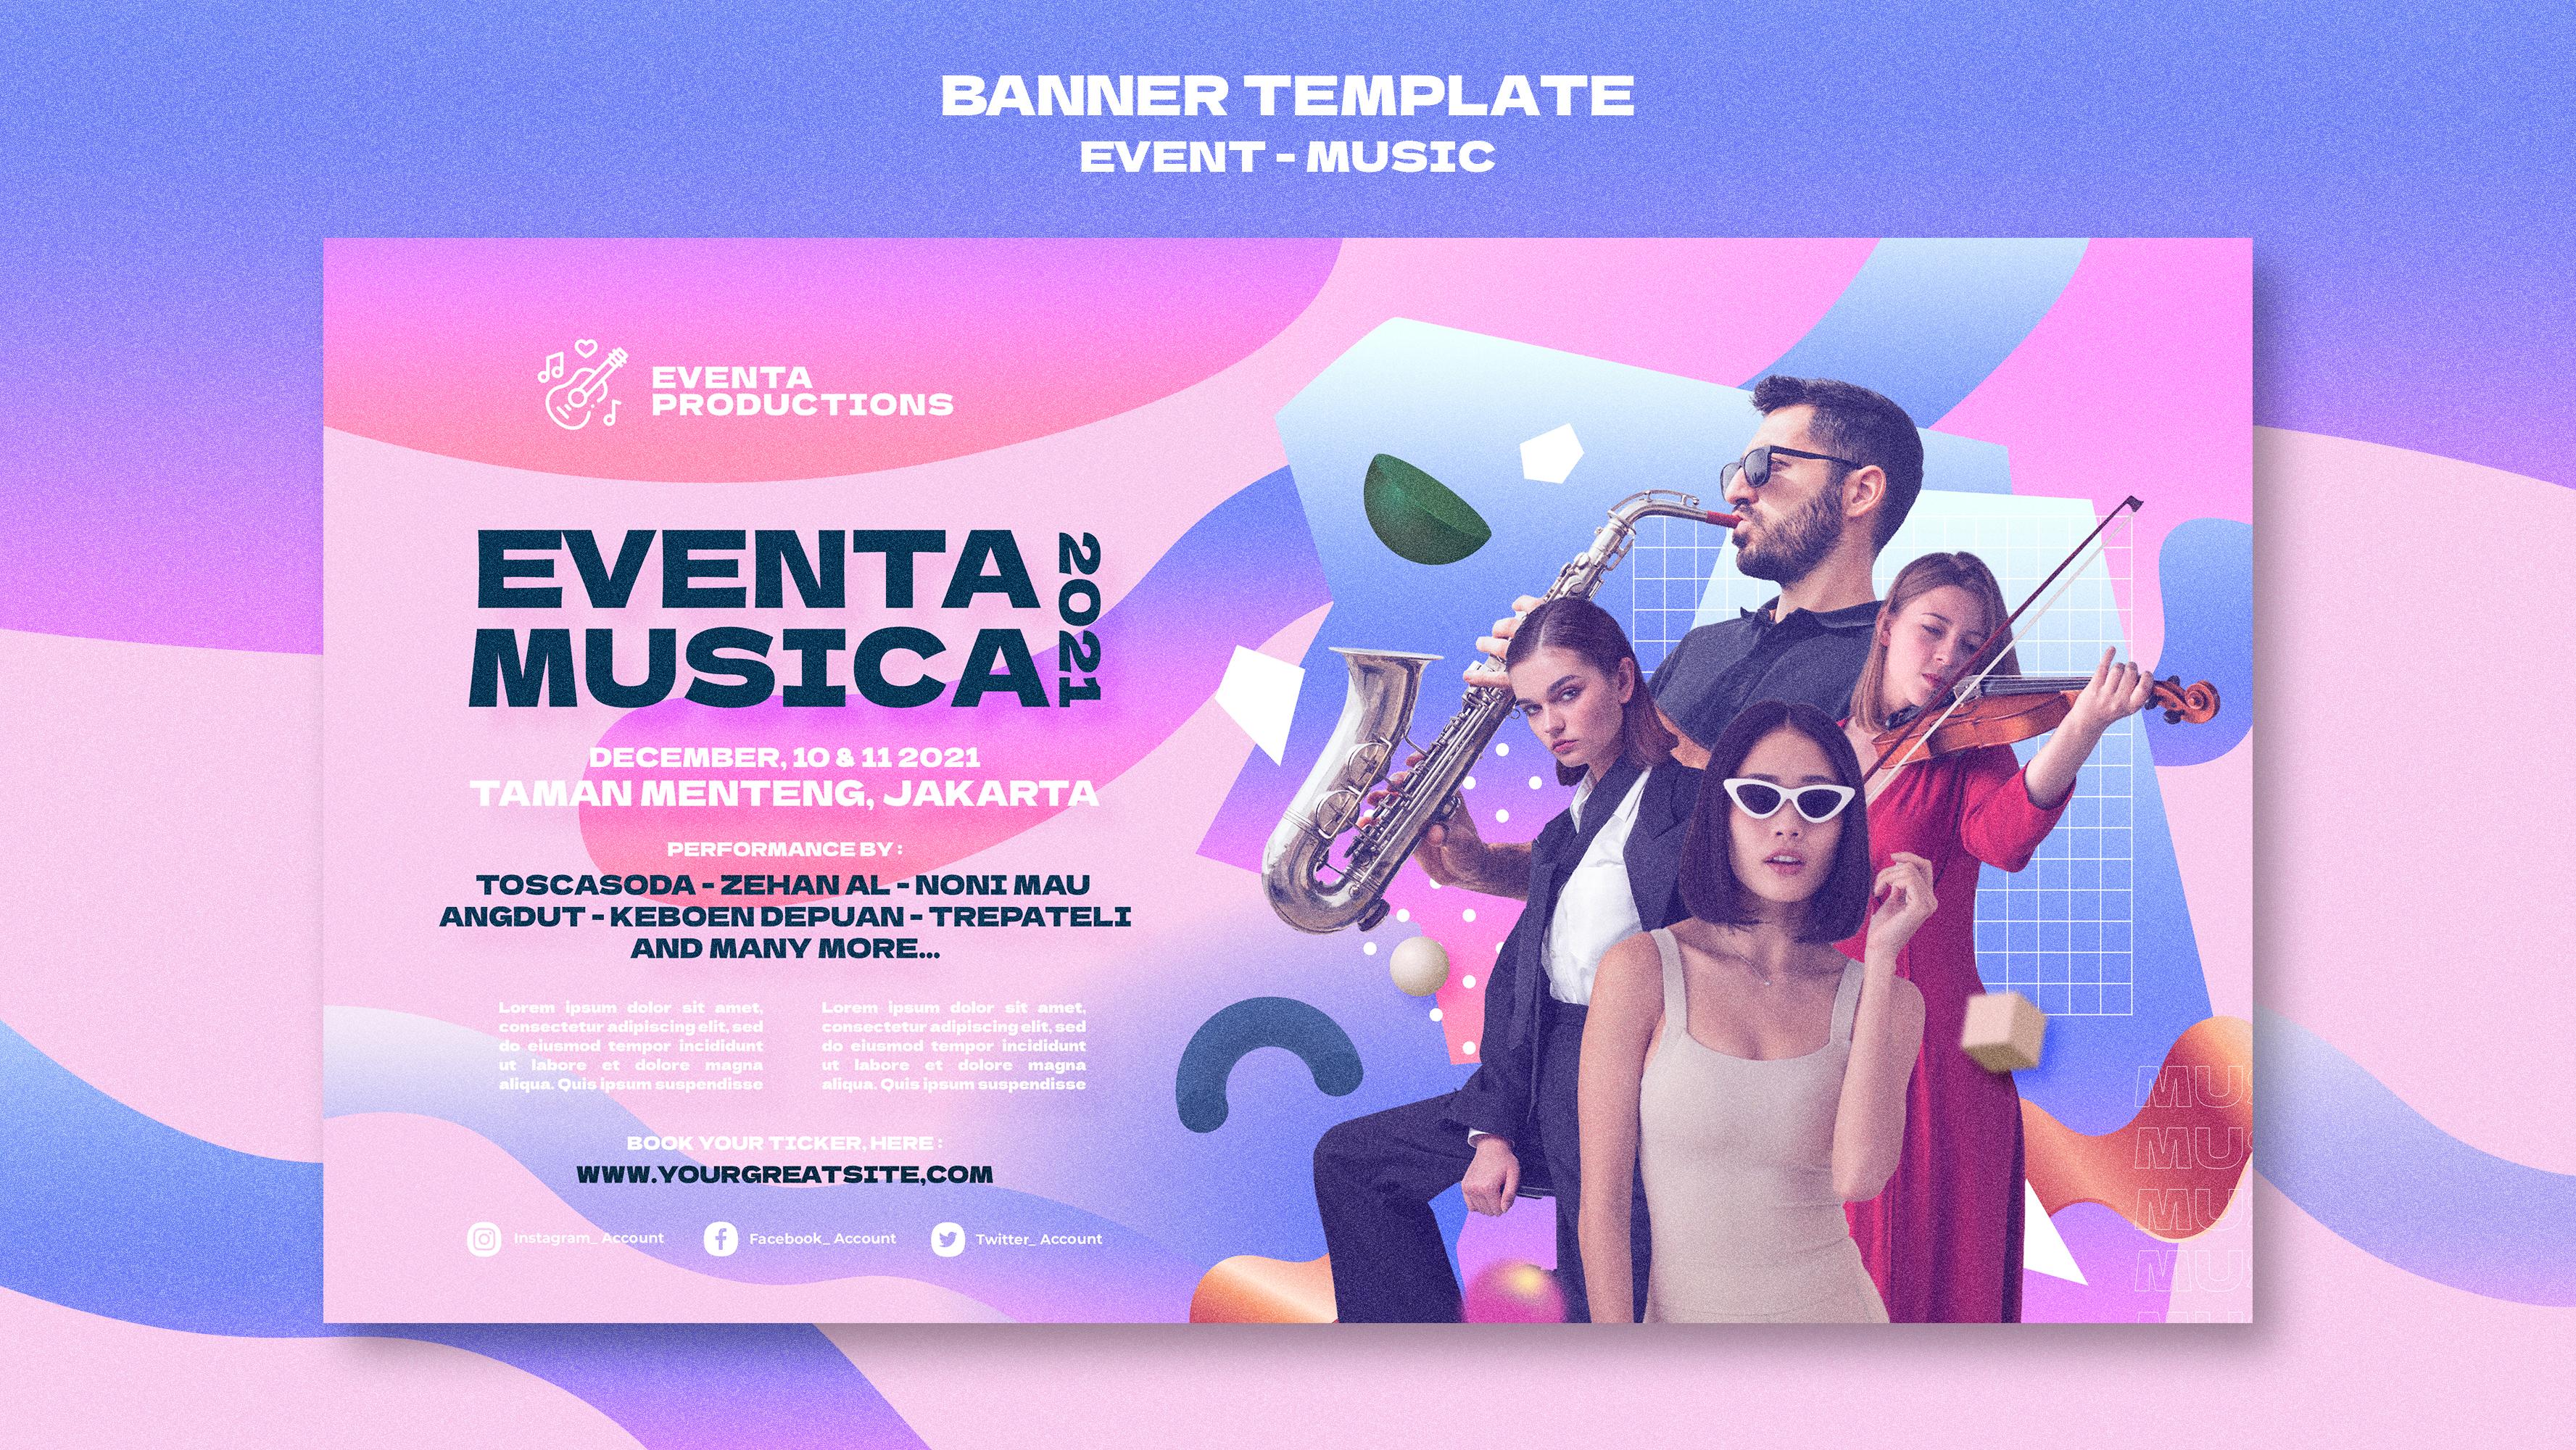 BANNER TEMPLATE
EVENT - MUSIC
EVENTA
PRODUCTIONS
EVENTA
MUSICA
2021
DECEMBER, 10 & 11 2021
TAMAN MENTENG, JAKARTA
PERFORMANCE BY :
TOSCASODA - ZEHAN AL - NONI MAU
ANGDUT - KEBOEN DEPUAN - TREPATELI
AND MANY MORE...
Lorem ipsum dolor sit amet,
consectetur adipiscing elit, sed
do eiusmod tempor incididunt
ut labore et dolore magna
aliqua. Quis ipsum suspendisse
Lorem ipsum dolor sit amet,
consectetur adipiscing elit, sed
do eiusmod tempor incididunt
ut labore et dolore magna
aliqua. Quis ipsum suspendisse
BOOK YOUR TICKER, HERE :
WWW.YOURGREATSITE,COM
Instagram_ Account
Facebook_ Account
Twitter_ Account
MUS
MUS
MUS
MUS